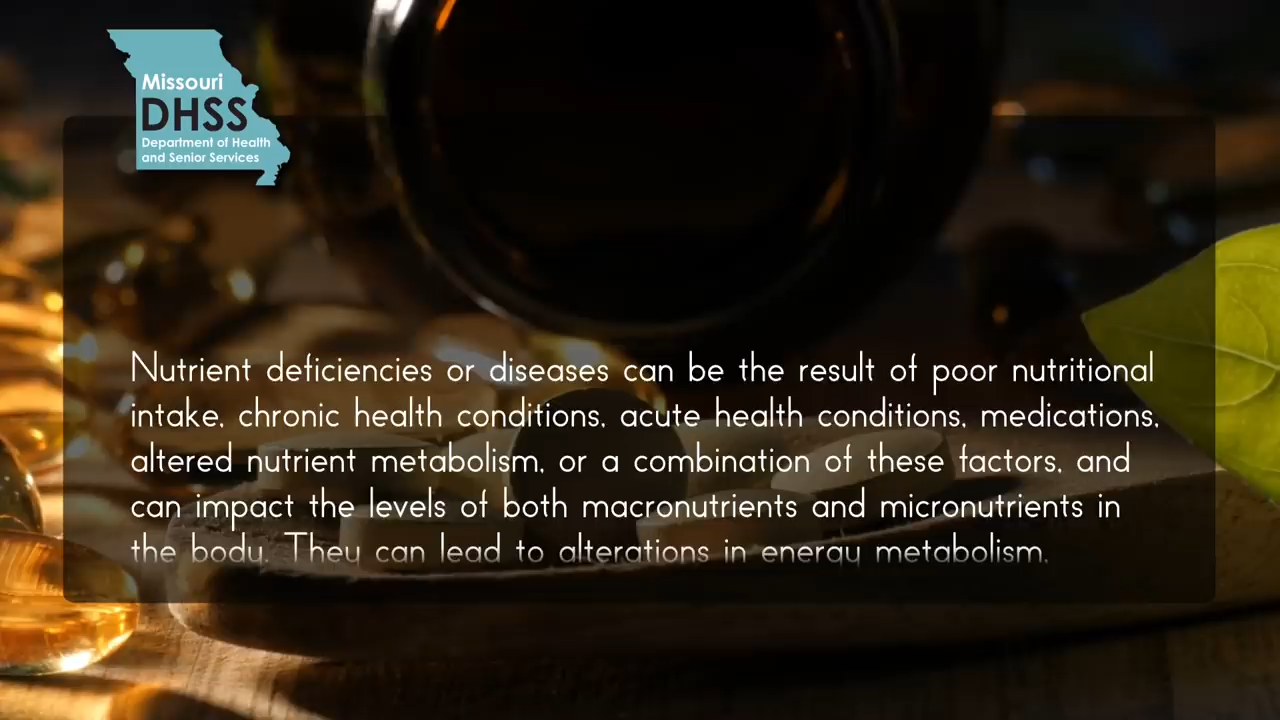 Missouri
DHSS
Department of Health
and Senior Services
Nutrient deficiencies or diseases can be the result of poor nutritional
intake, chronic health conditions, acute health conditions, medications,
altered nutrient metabolism, or a combination of these factors, and
can impact the levels of both macronutrients and micronutrients in
the body. They can lead to alterations in energy metabolism,